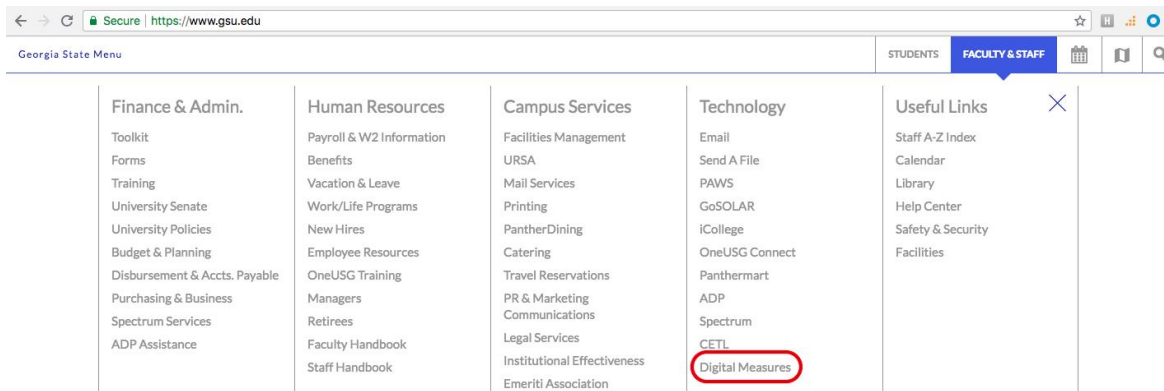 Secure | https://www.gsu.edu
Georgia State Menu
STUDENTS
FACULTY & STAFF
Finance & Admin.
Toolkit
Forms
Training
University Senate
University Policies
Budget & Planning
Disbursement & Accts. Payable
Purchasing & Business
Spectrum Services
ADP Assistance
Human Resources
Payroll & W2 Information
Benefits
Vacation & Leave
Work/Life Programs
New Hires
Employee Resources
OneUSG Training
Managers
Retirees
Faculty Handbook
Staff Handbook
Campus Services
Facilities Management
URSA
Mail Services
Printing
PantherDining
Catering
Travel Reservations
PR & Marketing
Communications
Legal Services
Institutional Effectiveness
Emeriti Association
Technology
Email
Send A File
PAWS
GoSOLAR
iCollege
OneUSG Connect
Panthermart
ADP
Spectrum
CETL
Digital Measures
Useful Links
Staff A-Z Index
Calendar
Library
Help Center
Safety & Security
Facilities